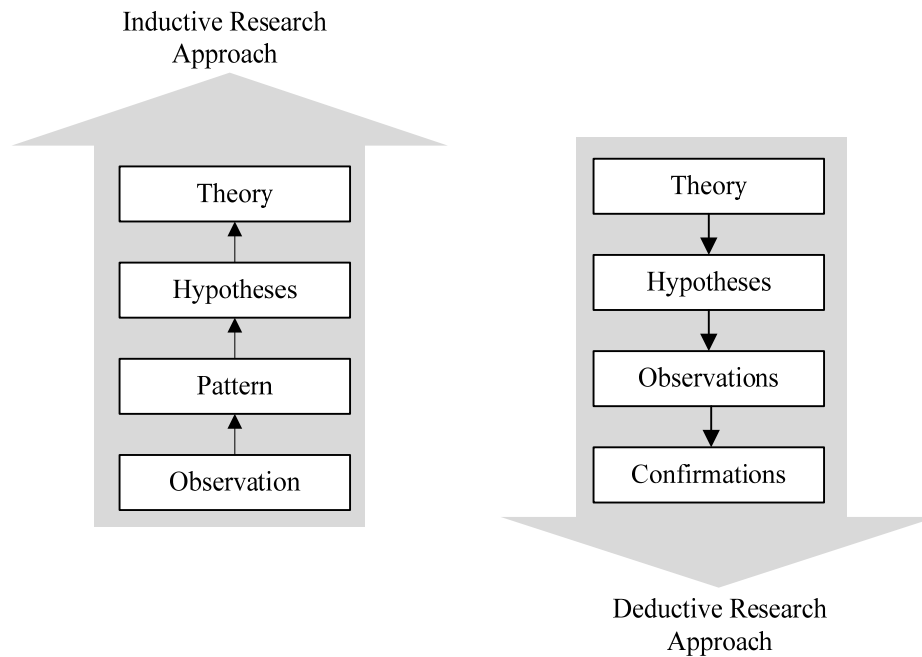 Inductive Research
Approach
Theory
Hypotheses
Pattern
Observation
Theory
Hypotheses
Observations
Confirmations
Deductive Research
Approach